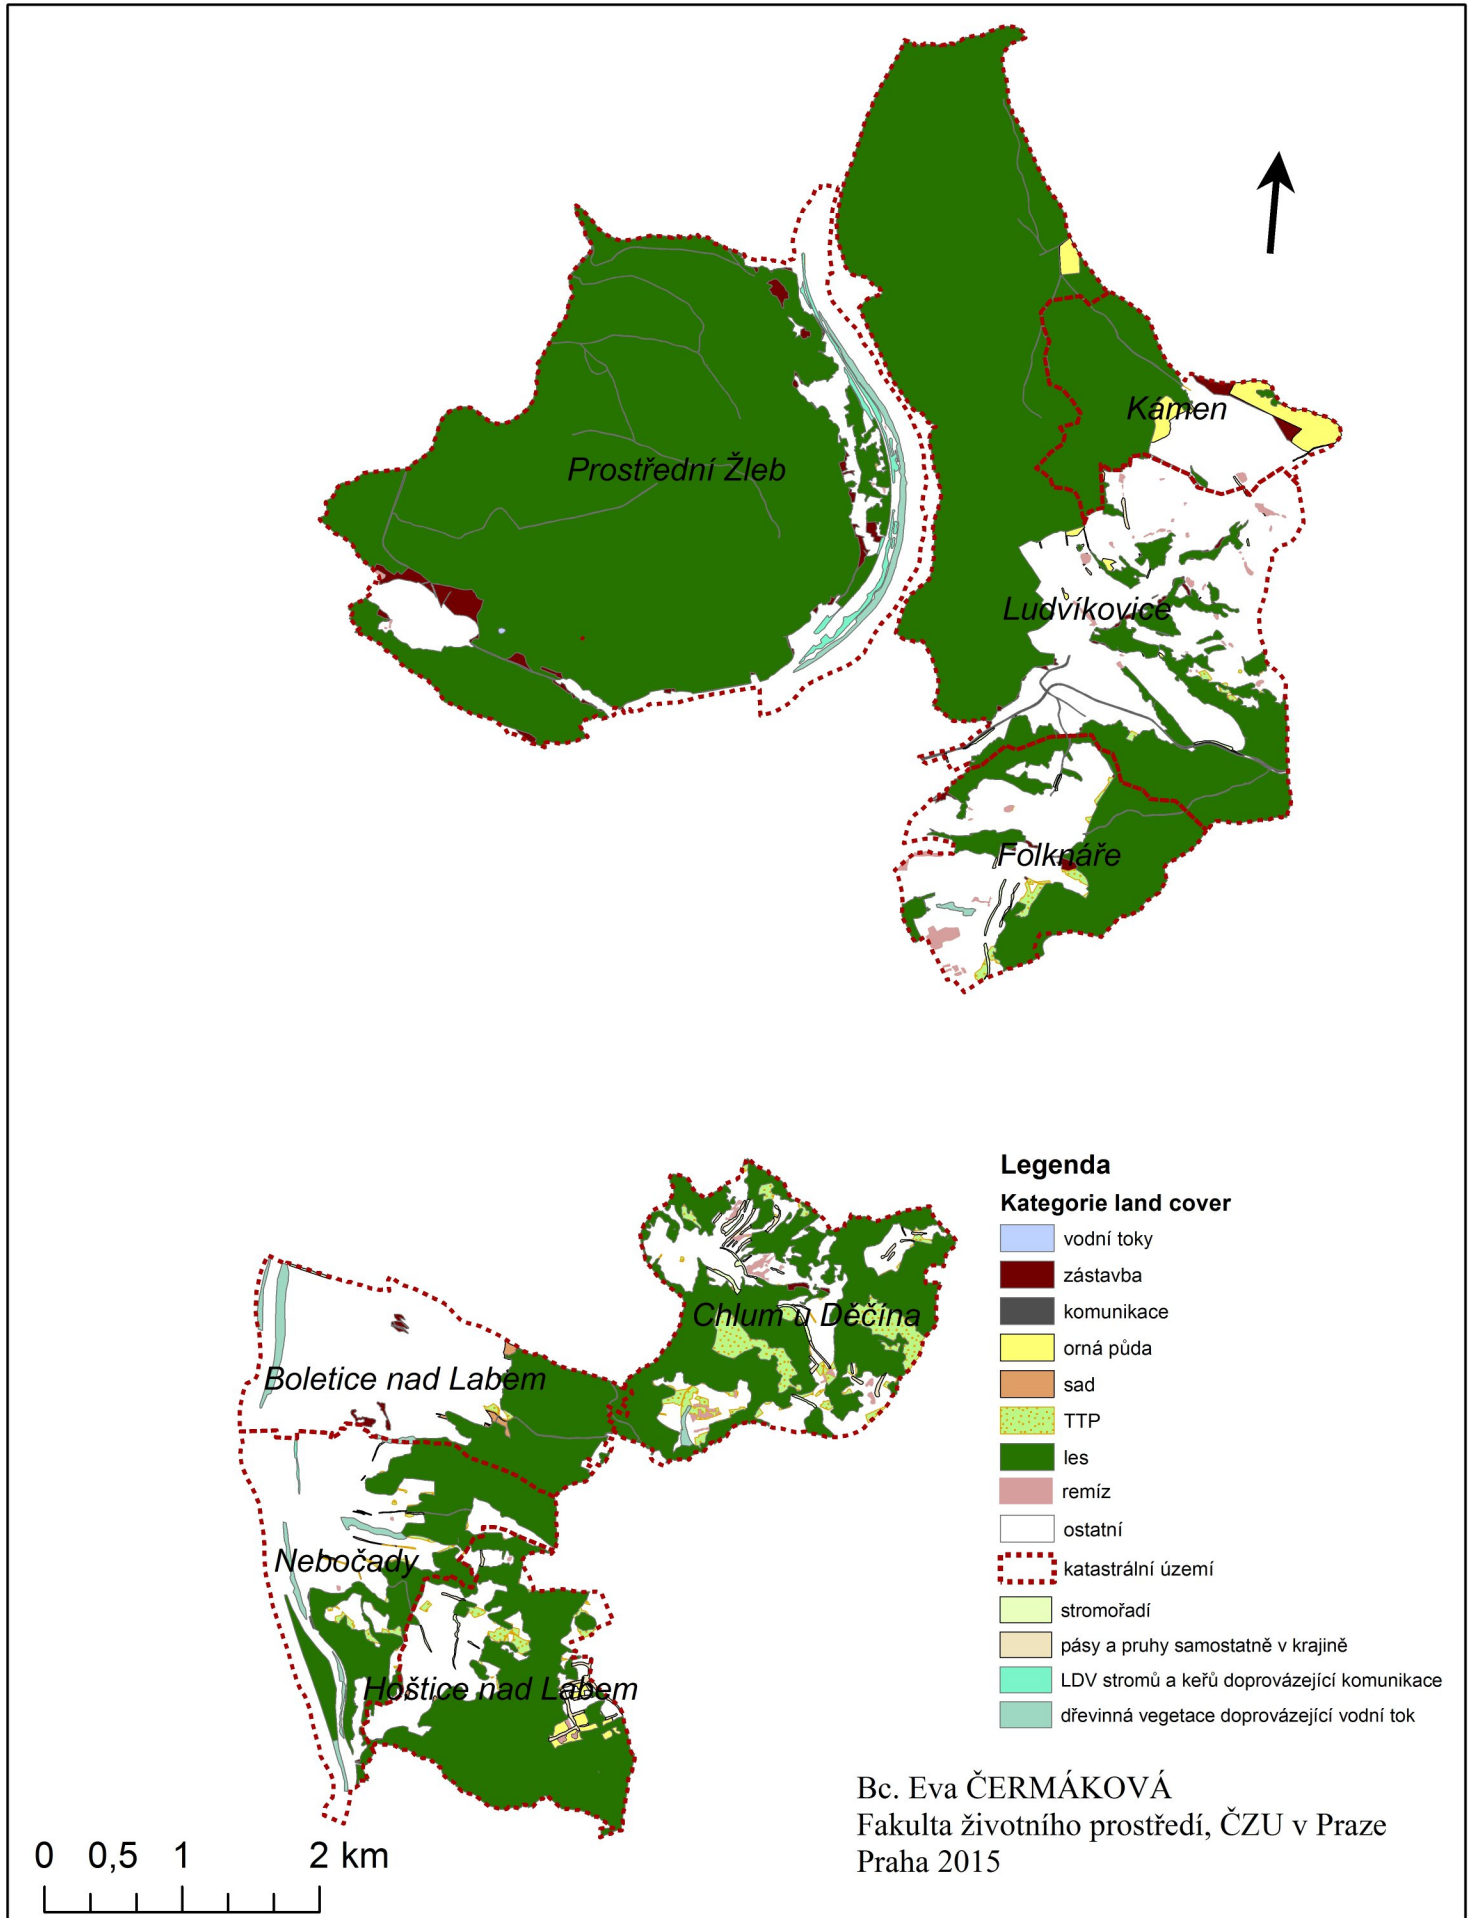 Kámen
Prostřední Žleb
Ludvíkovice
Folknáře
Legenda
Kategorie land cover
vodní toky
zástavba
komunikace
orná půda
sad
TTP
les
remíz
ostatní
katastrální území
stromořadí
pásy a pruhy samostatně v krajině
LDV stromů a keřů doprovázející komunikace
dřevinná vegetace doprovázející vodní tok
Chlum u Děčína
Boletice nad Labem
Nebočady
Hoštice nad Labem
Bc. Eva ČERMÁKOVÁ
Fakulta životního prostředí, ČZU v Praze
Praha 2015
0 0,5 1 2 km